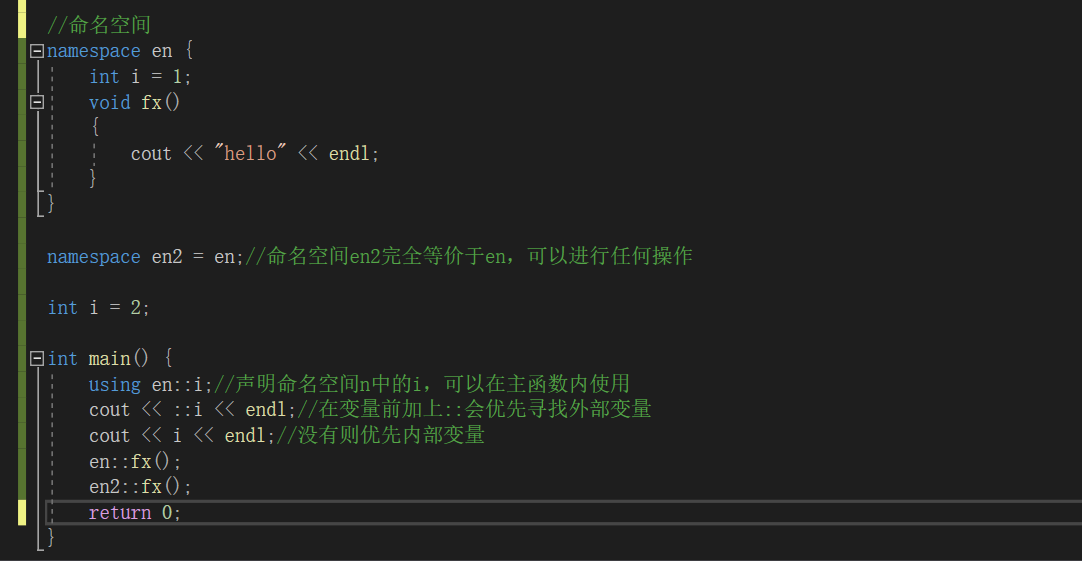 //命名空间
namespace en {
int i = 1;
void fx()
{
cout << "hello" << endl;
}
}
namespace en2 = en;//命名空间en2完全等价于en，可以进行任何操作
int i = 2;
int main() {
using en::i;//声明命名空间n中的i，可以在主函数内使用
cout << ::i << endl;//在变量前加上::会优先寻找外部变量
cout << i << endl;//没有则优先内部变量
en::fx();
en2::fx();
return 0;
}